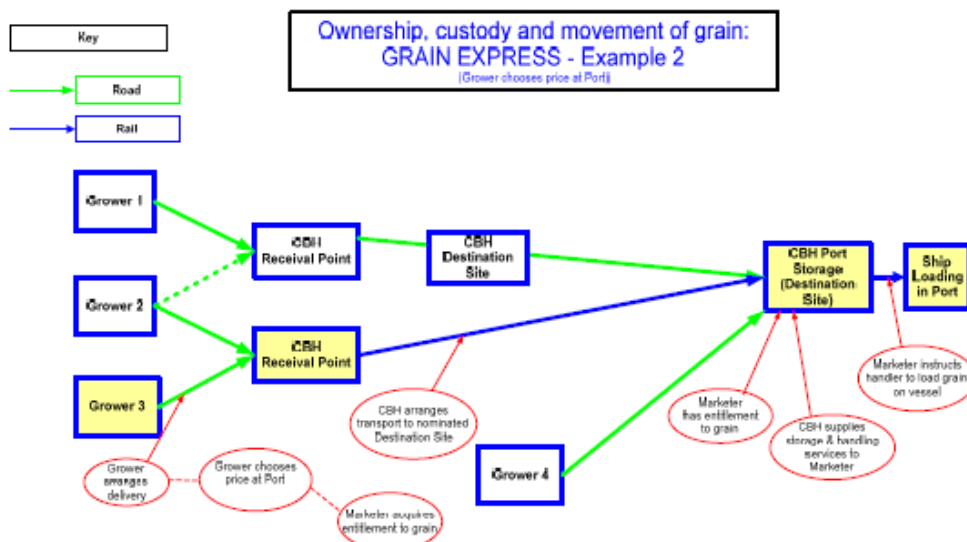 Key
Ownership, custody and movement of grain:
GRAIN EXPRESS - Example 2
(Grower chooses price at Port)
Road
Rail
Grower 1
CBH
Receival Point
CBH
Destination
Site
CBH Port
Storage
(Destination
Site)
Ship
Loading
in Port
Grower 2
CBH
Receival Point
Grower 3
Marketer instructs
handler to load grain
on vessel
CBH arranges
transport to nominated
Destination Site
Marketer
has entitlement
to grain
CBH supplies
storage & handling
services to
Marketer
Grower
arranges
delivery
Grower chooses
price at Port
Grower 4
Marketer acquires
entitlement to grain